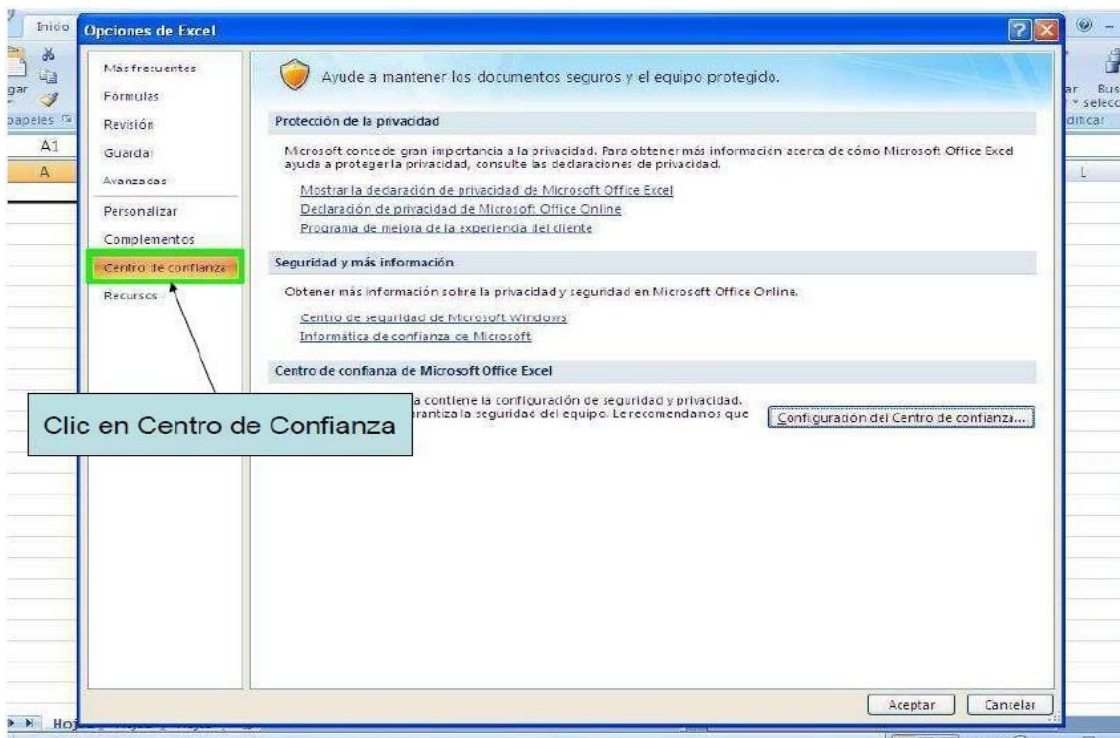 Inicio
Opciones de Excel
Más frecuentes
Fórmulas
Revisión
Guardar
Avanzadas
Personalizar
Complementos
Centro de confianza
Recursos
Ayude a mantener los documentos seguros y el equipo protegido.
Protección de la privacidad
Microsoft concede gran importancia a la privacidad. Para obtener más información acerca de cómo Microsoft Office Excel
ayuda a proteger la privacidad, consulte las declaraciones de privacidad.
Mostrar la declaración de privacidad de Microsoft Office Excel
Declaración de privacidad de Microsoft Office Online
Programa de mejora de la experiencia del cliente
Seguridad y más información
Obtener más información sobre la privacidad y seguridad en Microsoft Office Online.
Centro de seguridad de Microsoft Windows
Informática de confianza de Microsoft
Centro de confianza de Microsoft Office Excel
a contiene la configuración de seguridad y privacidad.
rantiza la seguridad del equipo. Le recomendamos que
Configuración del Centro de confianza...
Clic en Centro de Confianza
Aceptar
Cancelar
gar
papeles
A1
A
ar Bus
selecc
L
Hoj